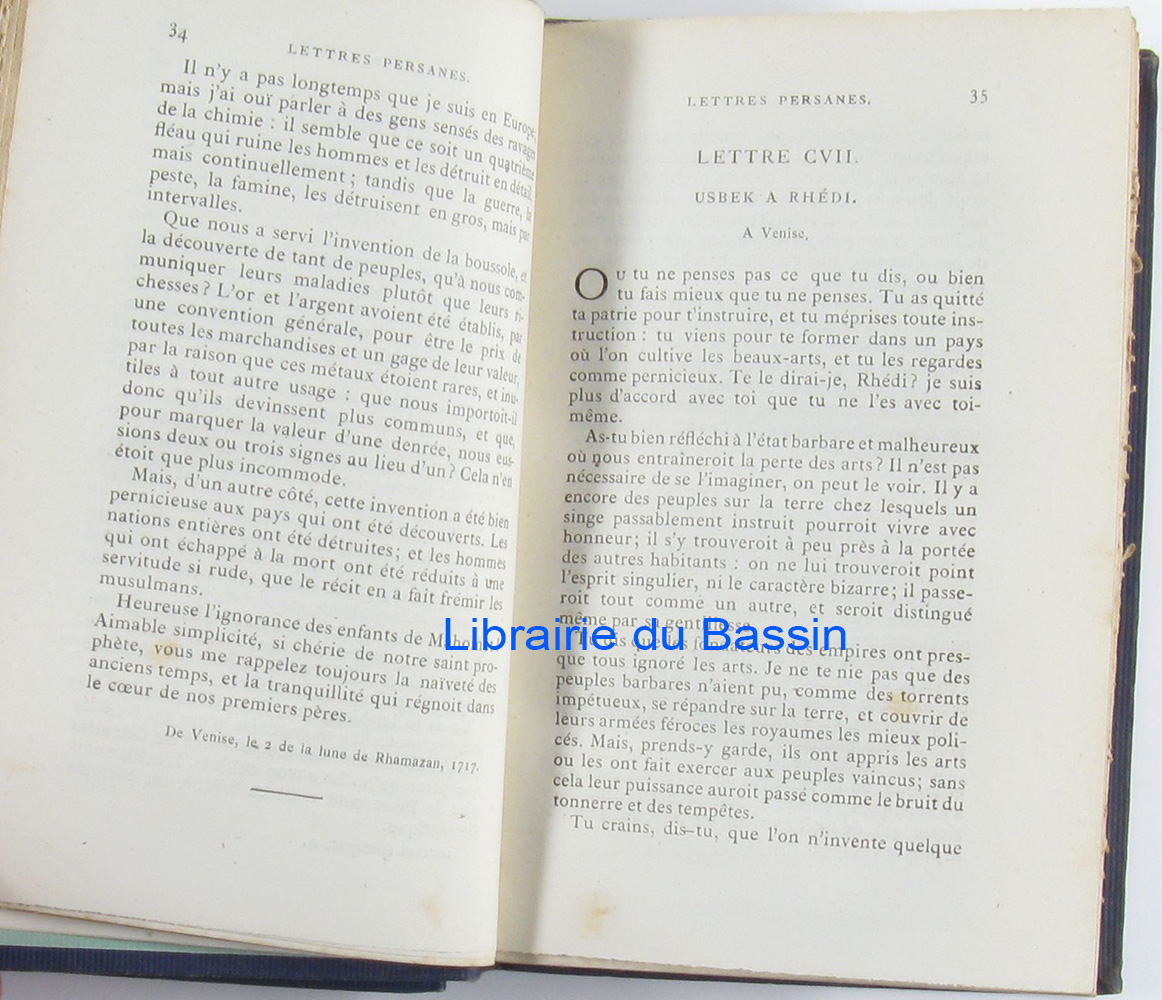 34
LETTRES PERSANES.
Il n'y a pas longtemps que je suis en Europe;
mais j'ai ouï parler à des gens sensés des ravages
de la chimie : il semble que ce soit un quatrième
fléau qui ruine les hommes et les détruit en détail,
mais continuellement ; tandis que la guerre, la
peste, la famine, les détruisent en gros, mais par
intervalles.
Que nous a servi l'invention de la boussole, et
la découverte de tant de peuples, qu'à nous com-
muniquer leurs maladies plutôt que leurs ri-
chesses ? L'or et l'argent avoient été établis, par
une convention générale, pour être le prix de
toutes les marchandises et un gage de leur valeur,
par la raison que ces métaux étoient rares, et inu-
tiles à tout autre usage : que nous importoit-il
donc qu'ils devinssent plus communs, et que,
pour marquer la valeur d'une denrée, nous eus-
sions deux ou trois signes au lieu d'un ? Cela n'en
étoit que plus incommode.
Mais, d'un autre côté, cette invention a été bien
pernicieuse aux pays qui ont été découverts. Les
nations entières ont été détruites; et les hommes
qui ont échappé à la mort ont été réduits à une
servitude si rude, que le récit en a fait frémir les
musulmans.
Heureuse l'ignorance des enfants de
Aimable simplicité, si chérie de notre saint pro-
phète, vous me rappelez toujours la naïveté des
anciens temps, et la tranquillité qui régnoit dans
le cœur de nos premiers pères.
De Venise, le 2 de la lune de Rhamazan, 1717.
LETTRES PERSANES. 35
LETTRE CVII.
USBEK A RHÉDI.
A Venise.
OU tu ne penses pas ce que tu dis, ou bien
tu fais mieux que tu ne penses. Tu as quitté
ta patrie pour t'instruire, et tu méprises toute ins-
truction : tu viens pour te former dans un pays
où l'on cultive les beaux-arts, et tu les regardes
comme pernicieux. Te le dirai-je, Rhédi? je suis
plus d'accord avec toi que tu ne l'es avec toi-
même.
As-tu bien réfléchi à l'état barbare et malheureux
où nous entraîneroit la perte des arts? Il n'est pas
nécessaire de se l'imaginer, on peut le voir. Il y a
encore des peuples sur la terre chez lesquels un
singe passablement instruit pourroit vivre avec
honneur; il s'y trouveroit à peu près à la portée
des autres habitants : on ne lui trouveroit point
l'esprit singulier, ni le caractère bizarre; il passe-
roit tout comme un autre, et seroit distingué
même par sa gentillesse.
Librairie du Bassin
Tu dis que les fondateurs des empires ont pres-
que tous ignoré les arts. Je ne te nie pas que des
peuples barbares n'aient pu, comme des torrents
impétueux, se répandre sur la terre, et couvrir de
leurs armées féroces les royaumes les mieux poli-
cés. Mais, prends-y garde, ils ont appris les arts
ou les ont fait exercer aux peuples vaincus; sans
cela leur puissance auroit passé comme le bruit du
tonnerre et des tempêtes.
Tu crains, dis-tu, que l'on n'invente quelque